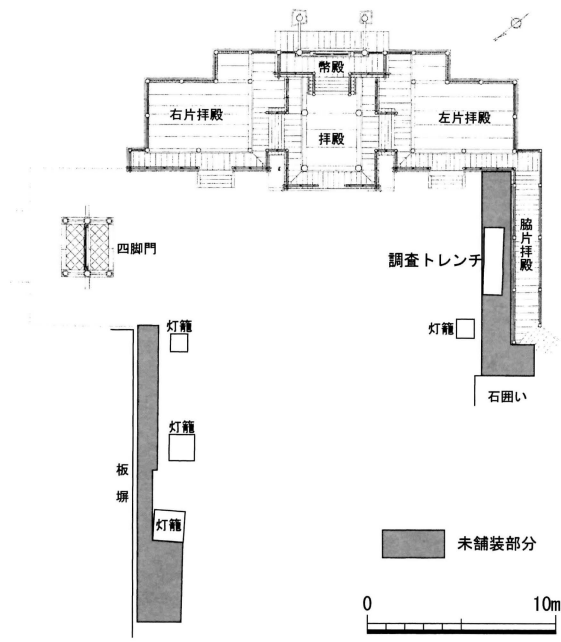 幣殿
右片拝殿
拝殿
左片拝殿
脇片拝殿
四脚門
調査トレンチ
灯籠
灯籠
石囲い
灯籠
板塀
灯籠
未舗装部分
0
10m